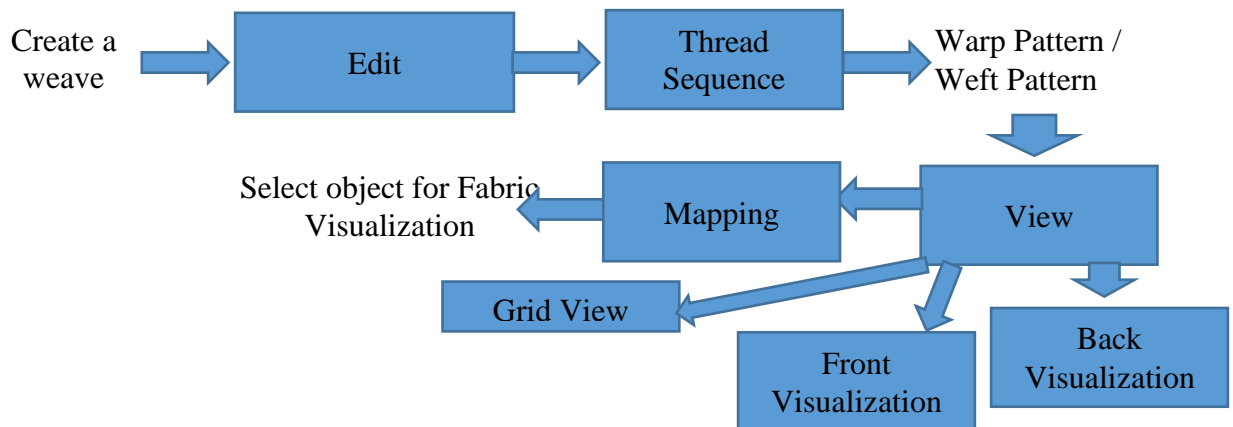 Create a
weave
Edit
Thread
Sequence
Warp Pattern /
Weft Pattern
Select object for Fabric
Visualization
Mapping
View
Grid View
Front
Visualization
Back
Visualization